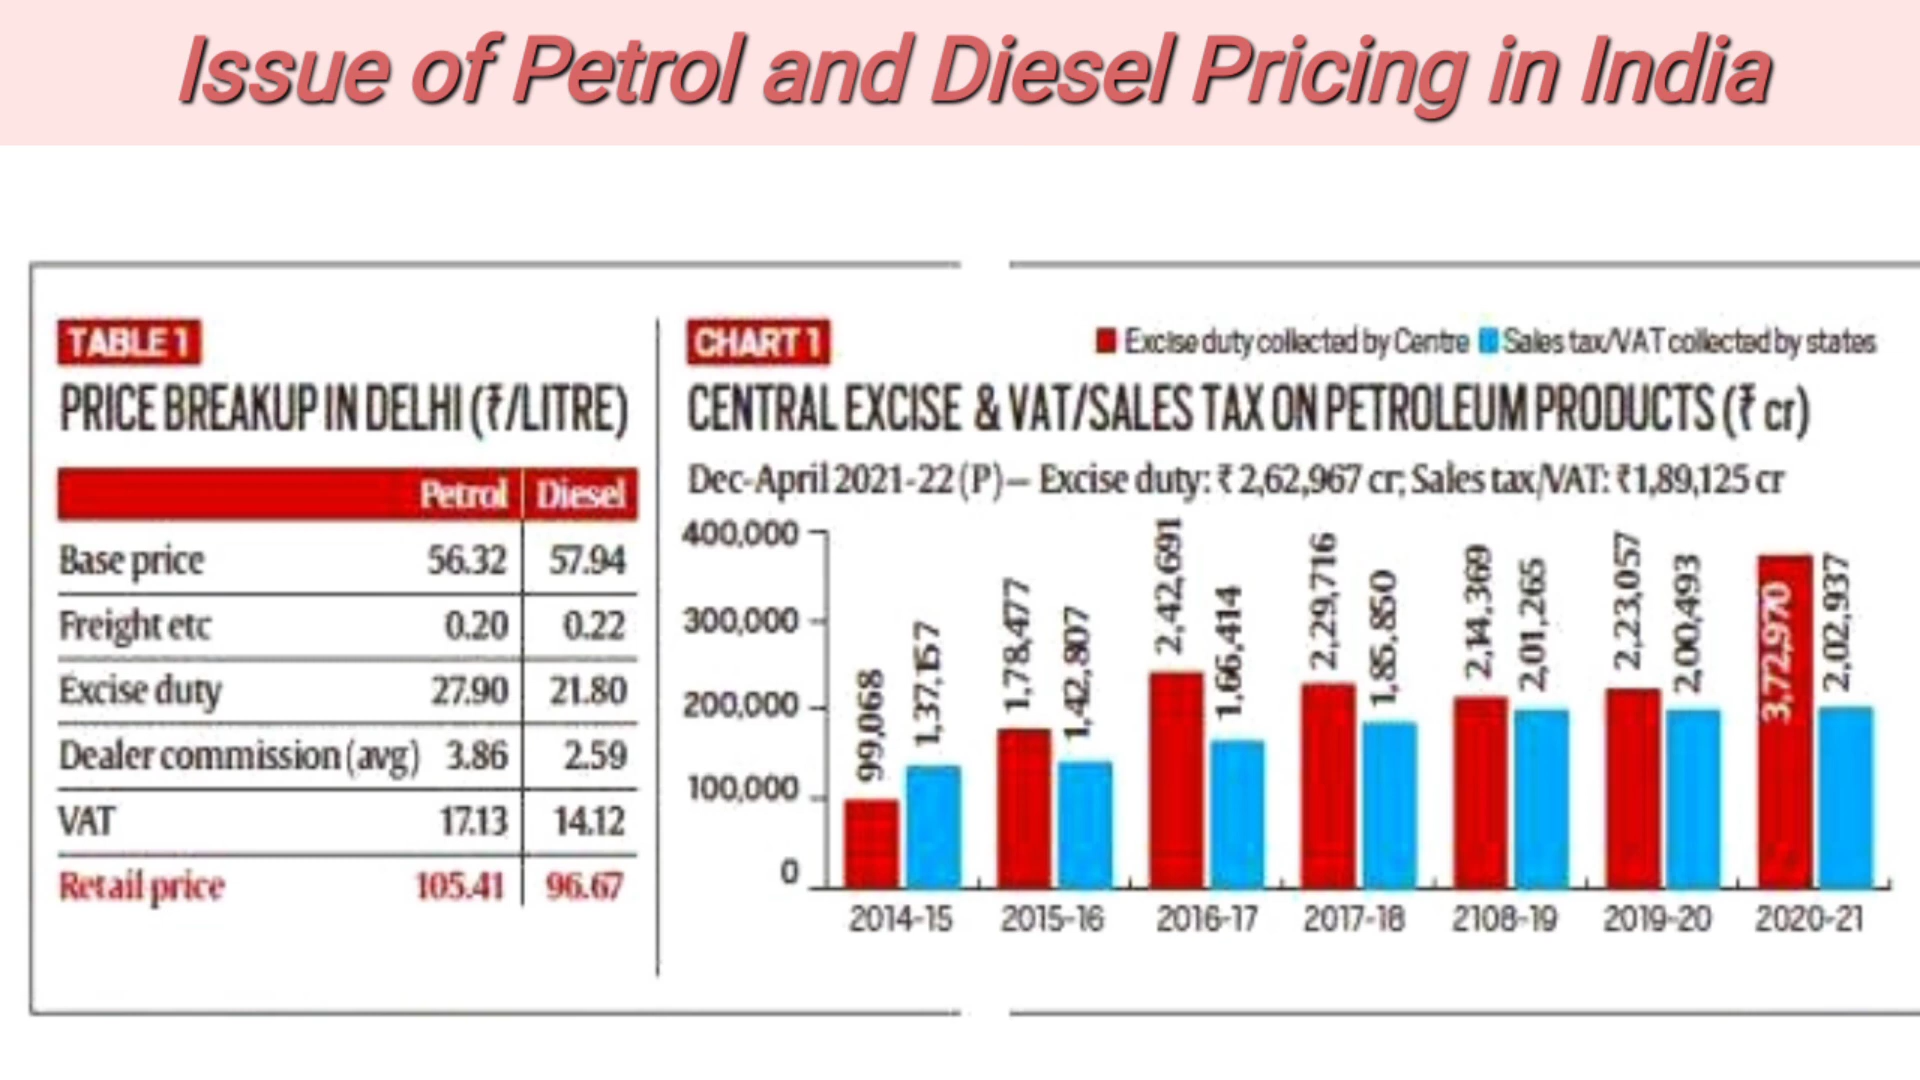 Issue of Petrol and Diesel Pricing in India
TABLE 1
PRICE BREAKUP IN DELHI (₹/LITRE)
Petrol Diesel
Base price 56.32 57.94
Freight etc 0.20 0.22
Excise duty 27.90 21.80
Dealer commission (avg) 3.86 2.59
VAT 17.13 14.12
Retail price 105.41 96.67
CHART 1
Excise duty collected by Centre Sales tax/VAT collected by states
CENTRAL EXCISE & VAT/SALES TAX ON PETROLEUM PRODUCTS (₹ cr)
Dec-April 2021-22 (P)— Excise duty: ₹ 2,62,967 cr; Sales tax/VAT: ₹1,89,125 cr
400,000
300,000
200,000
100,000
0
99,068
1,37,157
1,78,477
1,42,807
2,42,691
1,66,414
2,29,716
1,85,850
2,14,369
2,01,265
2,23,057
2,00,493
3,72,970
2,02,937
2014-15 2015-16 2016-17 2017-18 2108-19 2019-20 2020-21